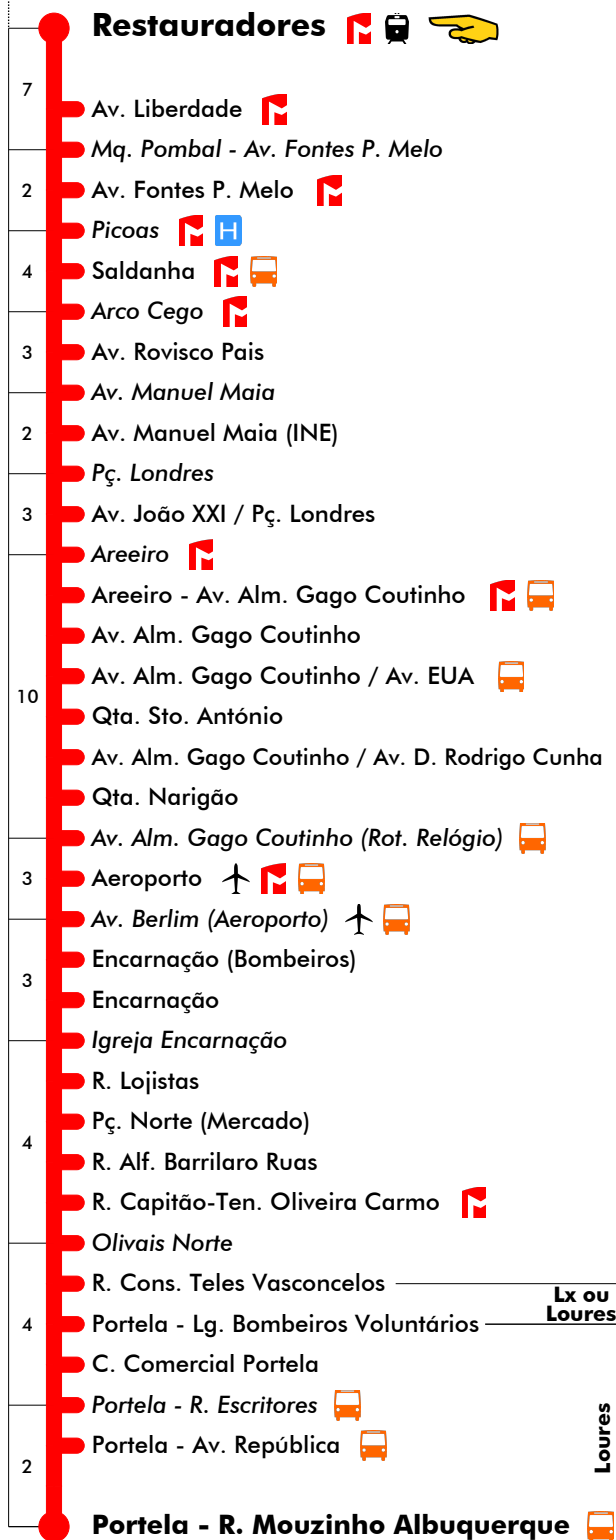 Restauradores
7
Av. Liberdade
Mq. Pombal - Av. Fontes P. Melo
2
Av. Fontes P. Melo
Picoas H
4
Saldanha
Arco Cego
3
Av. Rovisco Pais
Av. Manuel Maia
2
Av. Manuel Maia (INE)
Pç. Londres
3
Av. João XXI / Pç. Londres
Areeiro
Areeiro - Av. Alm. Gago Coutinho
Av. Alm. Gago Coutinho
Av. Alm. Gago Coutinho / Av. EUA
10
Qta. Sto. António
Av. Alm. Gago Coutinho / Av. D. Rodrigo Cunha
Qta. Narigão
Av. Alm. Gago Coutinho (Rot. Relógio)
3
Aeroporto
Av. Berlim (Aeroporto)
Encarnação (Bombeiros)
3
Encarnação
Igreja Encarnação
R. Lojistas
Pç. Norte (Mercado)
4
R. Alf. Barrilaro Ruas
R. Capitão-Ten. Oliveira Carmo
Olivais Norte
R. Cons. Teles Vasconcelos
Lx ou
Loures
4
Portela - Lg. Bombeiros Voluntários
C. Comercial Portela
Portela - R. Escritores
Loures
Portela - Av. República
2
Portela - R. Mouzinho Albuquerque